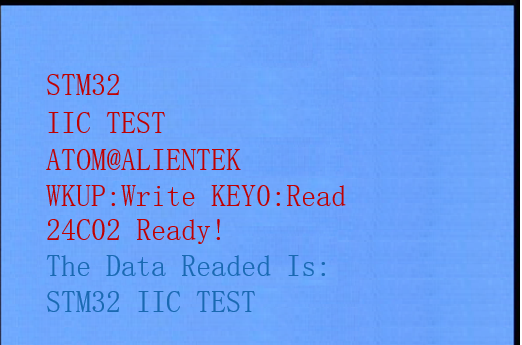 STM32
IIC TEST
ATOM@ALIENTEK
WKUP:Write KEY0:Read
24C02 Ready!
The Data Readed Is:
STM32 IIC TEST